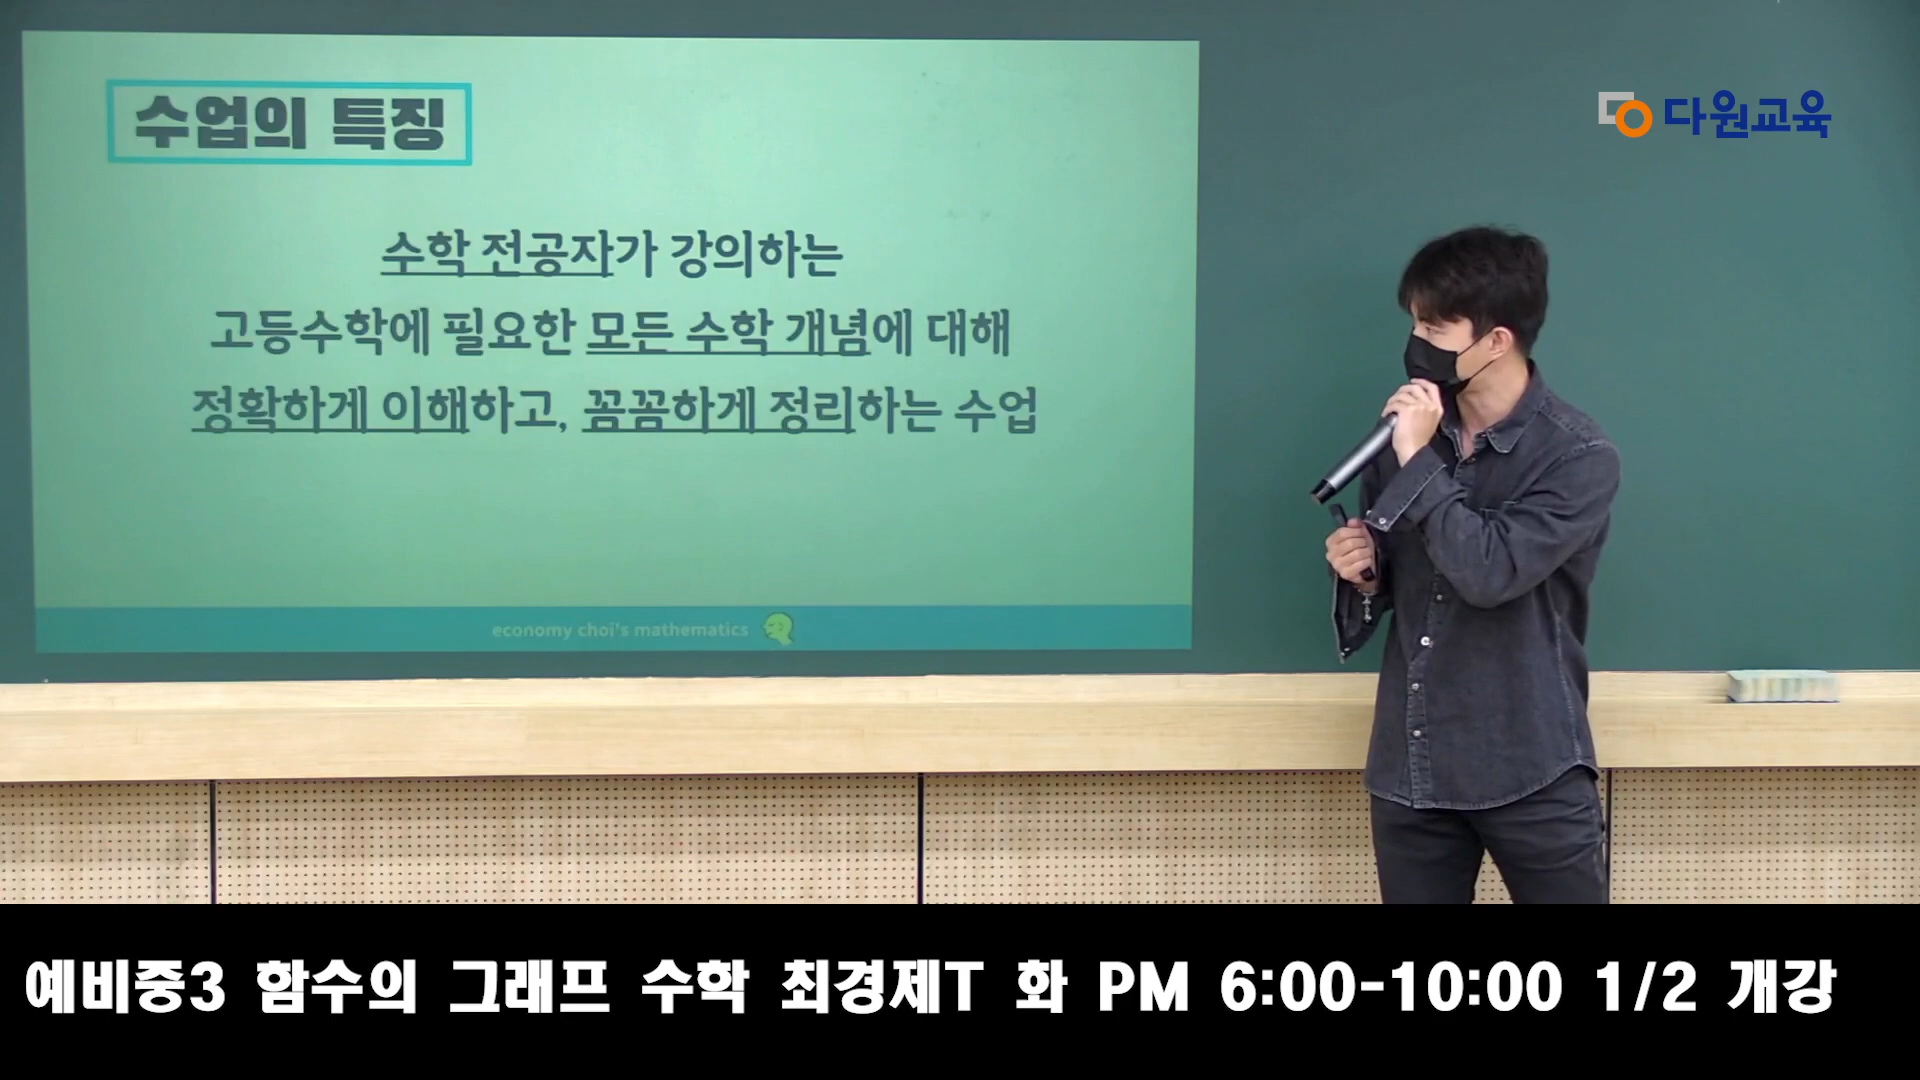 수업의 특징
다원교육
수학 전공자가 강의하는
고등수학에 필요한 모든 수학 개념에 대해
정확하게 이해하고, 꼼꼼하게 정리하는 수업
economy choi's mathematics
예비중3 함수의 그래프 수학 최경제T 화 PM 6:00-10:00 1/2 개강